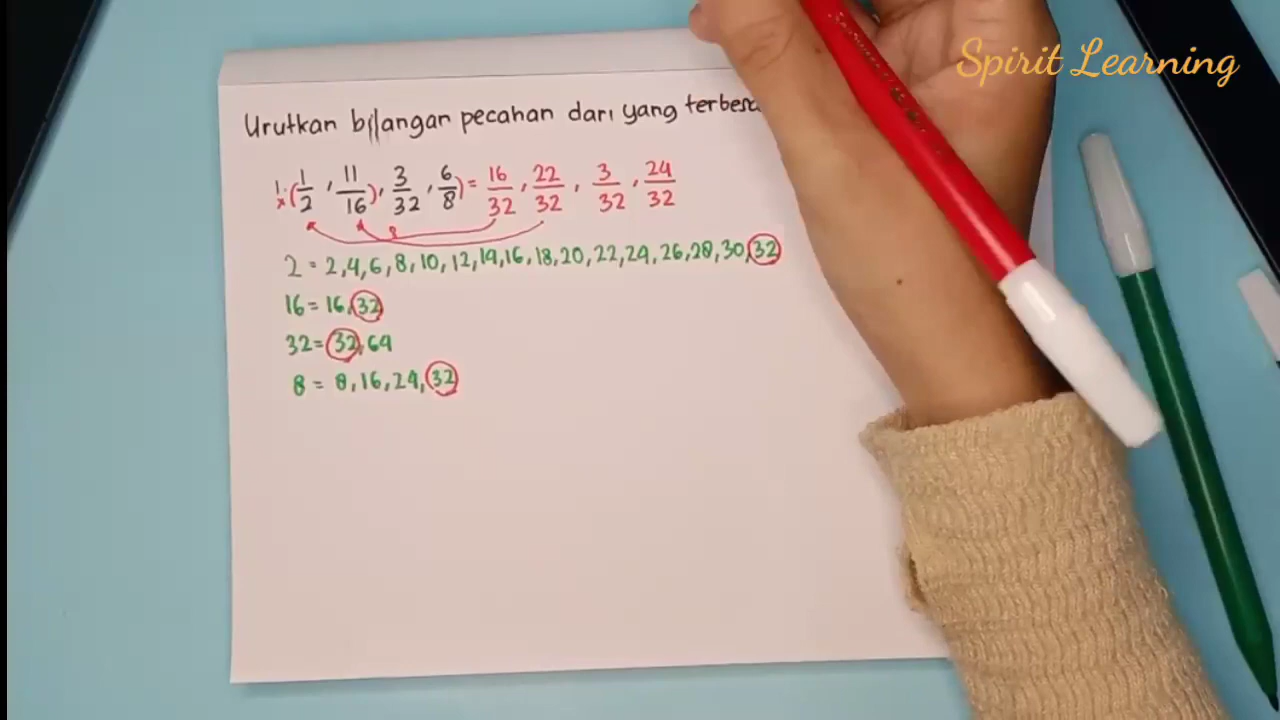 Spirit Learning
Urutkan bilangan pecahan dari yang
1 x ( 1/2 , 11/16 ) , 3/32 , 6/8 ) = 16/32 , 22/32 , 3/32 , 24/32
2 = 2,4,6,8,10,12,14,16,18,20,22,24,26,28,30,32
16 = 16,32
32 = 32,64
8 = 8,16,24,32